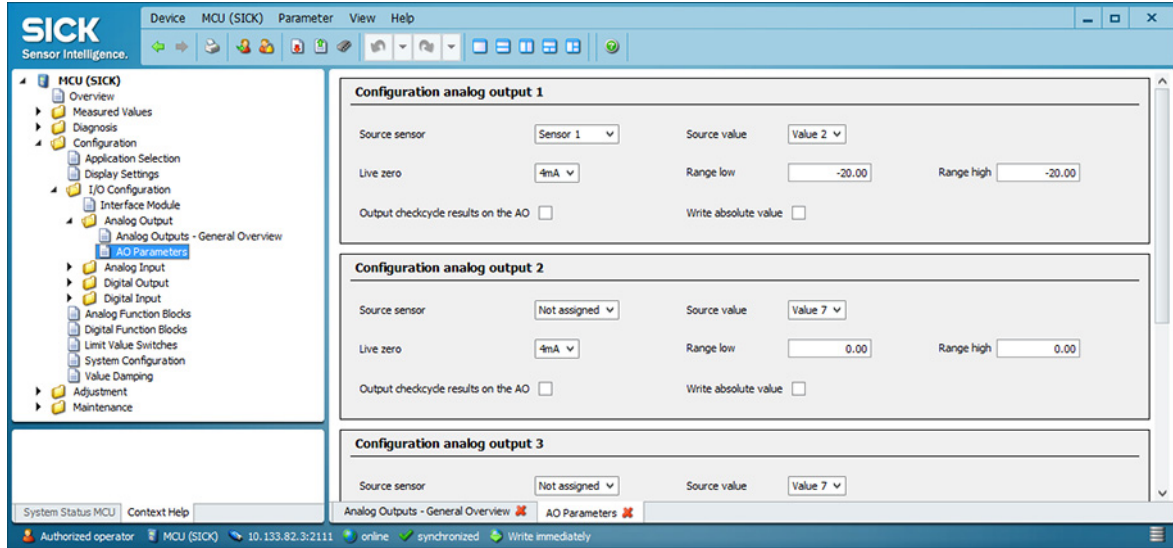 SICK
Sensor Intelligence.
Device MCU (SICK) Parameter View Help
MCU (SICK)
Overview
Measured Values
Diagnosis
Configuration
Application Selection
Display Settings
I/O Configuration
Interface Module
Analog Output
Analog Outputs - General Overview
AO Parameters
Analog Input
Digital Output
Digital Input
Analog Function Blocks
Digital Function Blocks
Limit Value Switches
System Configuration
Value Damping
Adjustment
Maintenance
System Status MCU Context Help
Configuration analog output 1
Source sensor Sensor 1 Source value Value 2
Live zero 4mA Range low -20.00 Range high -20.00
Output checkcycle results on the AO Write absolute value
Configuration analog output 2
Source sensor Not assigned Source value Value 7
Live zero 4mA Range low 0.00 Range high 0.00
Output checkcycle results on the AO Write absolute value
Configuration analog output 3
Source sensor Not assigned Source value Value 7
Analog Outputs - General Overview AO Parameters
Authorized operator MCU (SICK) 10.133.82.3:2111 online synchronized Write immediately